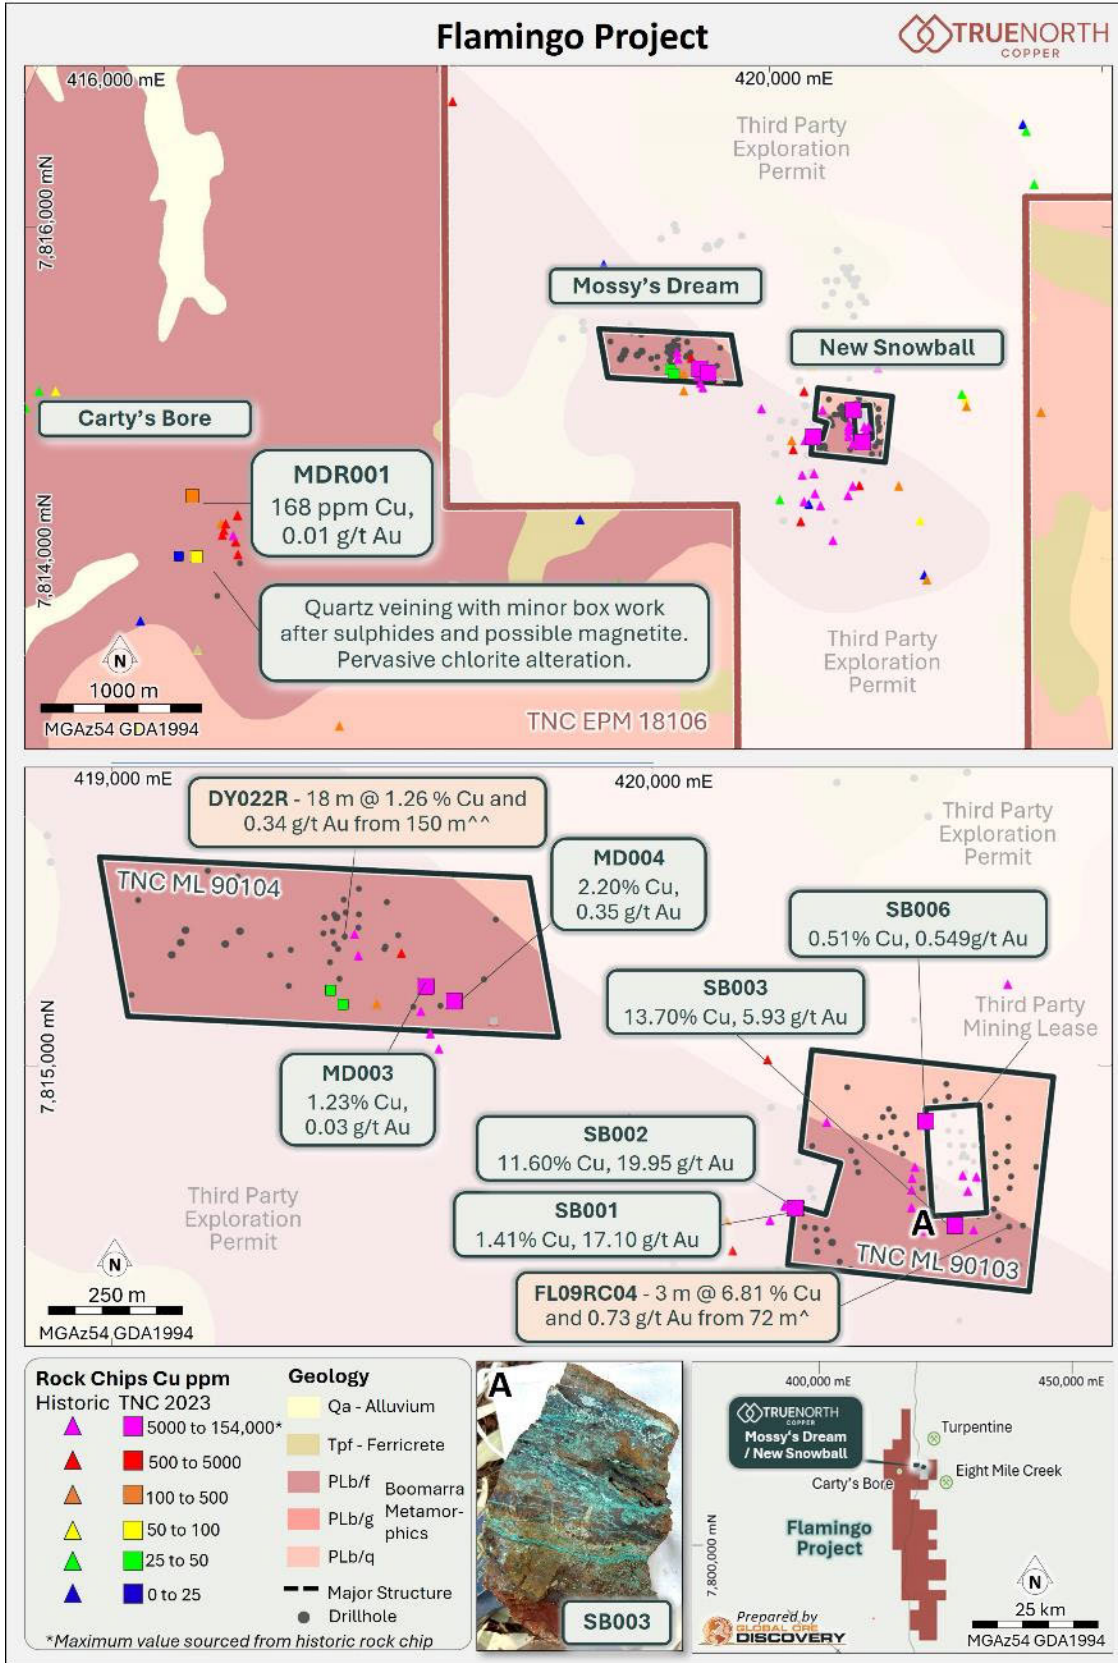 Flamingo Project
TRUENORTH
COPPER
416,000 mE
420,000 mE
7,816,000 mN
7,814,000 mN
Third Party
Exploration
Permit
Mossy's Dream
New Snowball
Carty's Bore
MDR001
168 ppm Cu,
0.01 g/t Au
Quartz veining with minor box work
after sulphides and possible magnetite.
Pervasive chlorite alteration.
Third Party
Exploration
Permit
N
1000 m
MGAz54 GDA1994
TNC EPM 18106
419,000 mE
420,000 mE
7,815,000 mN
DY022R - 18 m @ 1.26 % Cu and
0.34 g/t Au from 150 m^^
Third Party
Exploration
Permit
MD004
2.20% Cu,
0.35 g/t Au
TNC ML 90104
SB006
0.51% Cu, 0.549g/t Au
SB003
13.70% Cu, 5.93 g/t Au
Third Party
Mining Lease
MD003
1.23% Cu,
0.03 g/t Au
SB002
11.60% Cu, 19.95 g/t Au
Third Party
Exploration
Permit
SB001
1.41% Cu, 17.10 g/t Au
A
TNC ML 90103
FL09RC04 - 3 m @ 6.81 % Cu
and 0.73 g/t Au from 72 m^
N
250 m
MGAz54 GDA1994
Rock Chips Cu ppm
Historic TNC 2023
5000 to 154,000*
500 to 5000
100 to 500
50 to 100
25 to 50
0 to 25
*Maximum value sourced from historic rock chip
Geology
Qa - Alluvium
Tpf - Ferricrete
PLb/f
PLb/g
PLb/q
Boomarra
Metamor-
phics
Major Structure
Drillhole
A
SB003
400,000 mE
450,000 mE
7,800,000 mN
TRUENORTH
COPPER
Mossy's Dream
/ New Snowball
Turpentine
Carty's Bore
Eight Mile Creek
Flamingo
Project
N
25 km
MGAz54 GDA1994
Prepared by
GLOBAL ORE
DISCOVERY